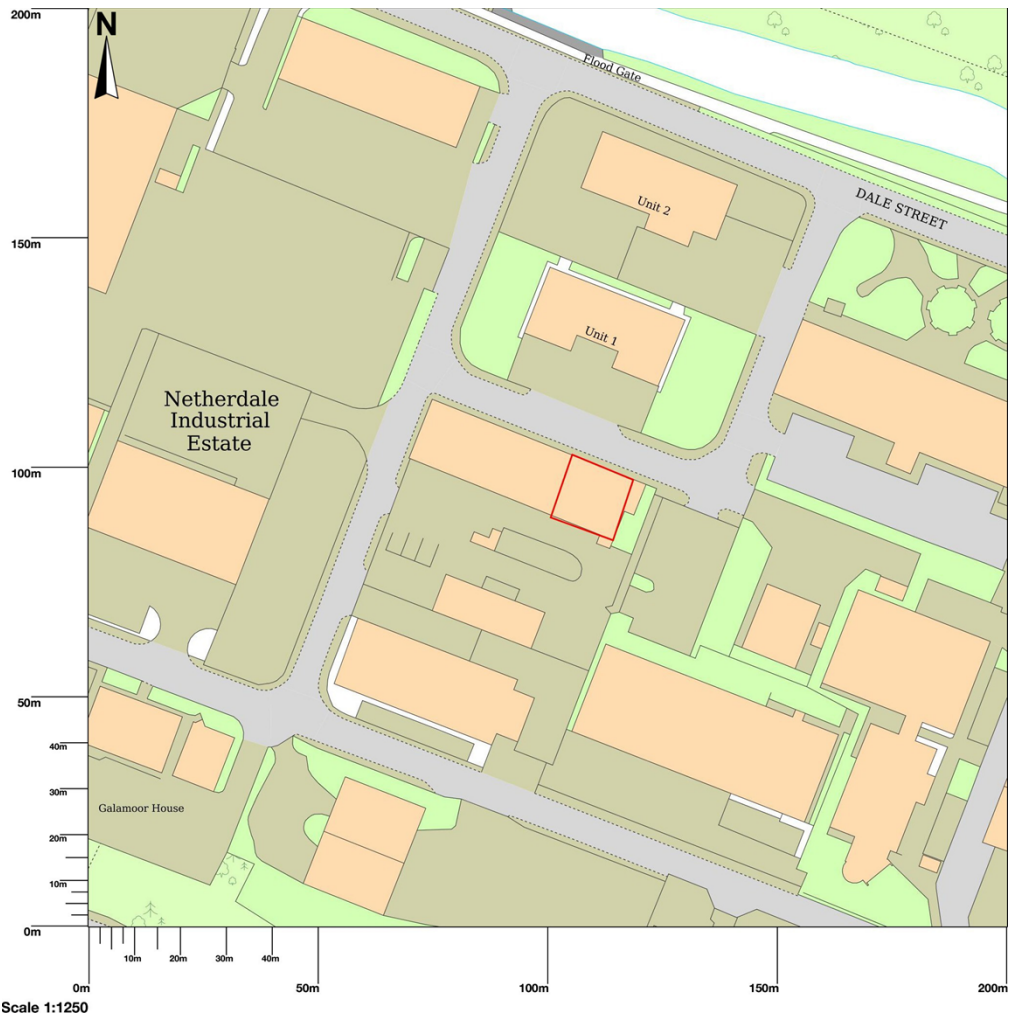 200m
N
Flood Gate
DALE STREET
Unit 2
150m
Unit 1
Netherdale
Industrial
Estate
100m
50m
40m
30m
Galamoor House
20m
10m
0m
10m
20m
30m
40m
0m
50m
100m
150m
200m
Scale 1:1250